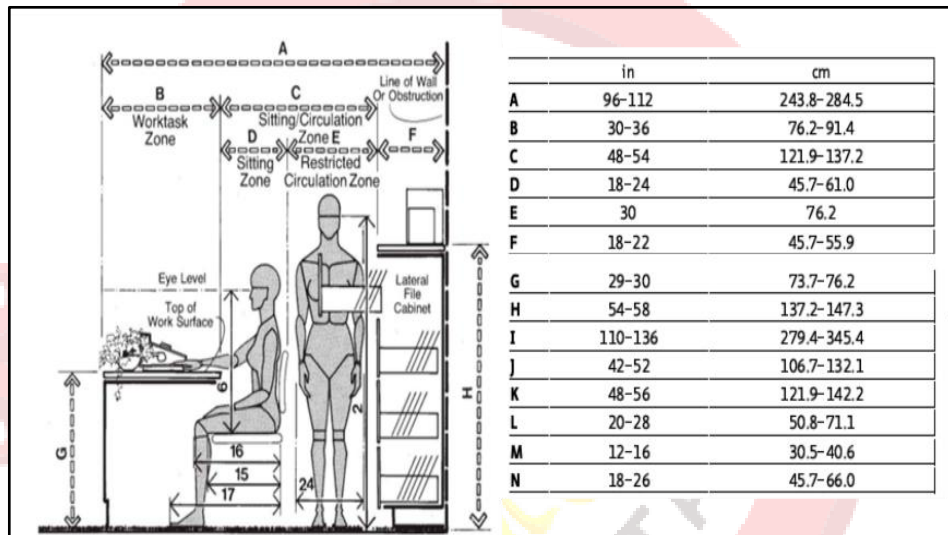 A
B
Worktask
Zone
C
Sitting/Circulation
Zone
Line of Wall
Or Obstruction
D
Sitting
Zone
E
Restricted
Circulation Zone
F
Eye Level
Top of
Work Surface
Lateral
File
Cabinet
6
2
G
H
16
15
17
24
in cm
A 96–112 243.8–284.5
B 30–36 76.2–91.4
C 48–54 121.9–137.2
D 18–24 45.7–61.0
E 30 76.2
F 18–22 45.7–55.9
G 29–30 73.7–76.2
H 54–58 137.2–147.3
I 110–136 279.4–345.4
J 42–52 106.7–132.1
K 48–56 121.9–142.2
L 20–28 50.8–71.1
M 12–16 30.5–40.6
N 18–26 45.7–66.0